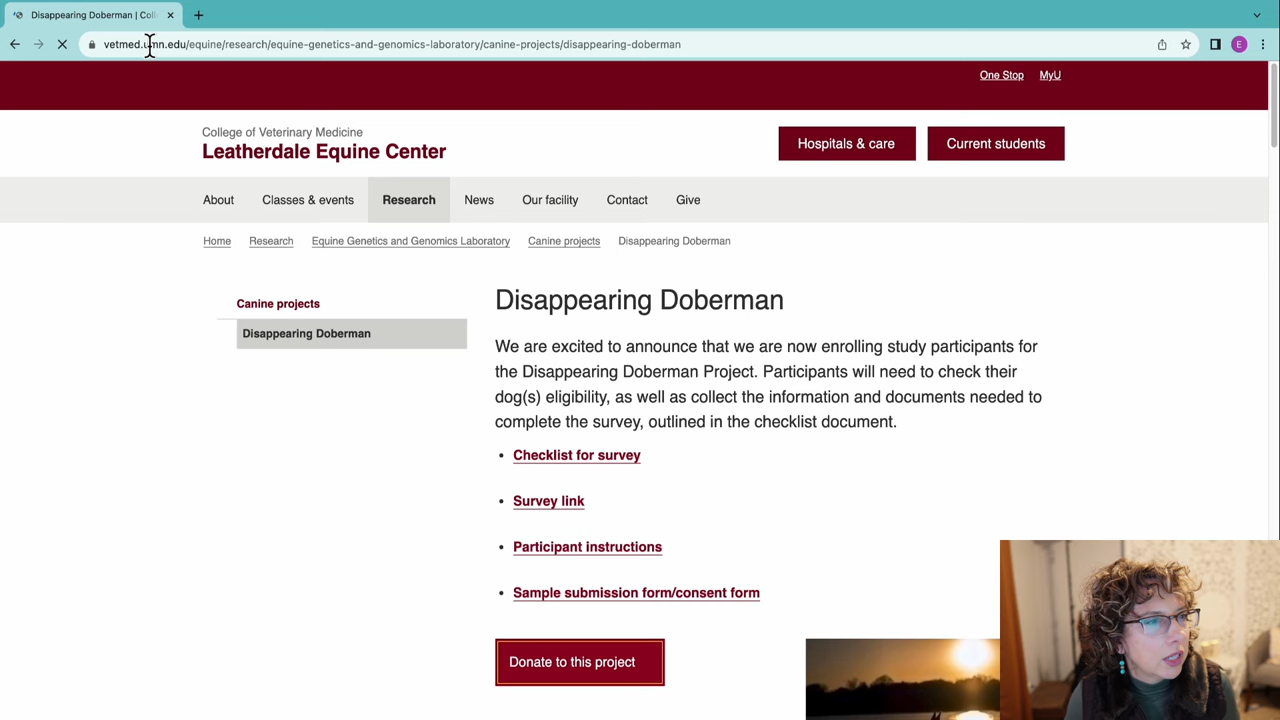 Disappearing Doberman | Coll
vetmed.umn.edu/equine/research/equine-genetics-and-genomics-laboratory/canine-projects/disappearing-doberman
E
One Stop MyU
College of Veterinary Medicine
Leatherdale Equine Center
Hospitals & care
Current students
About Classes & events Research News Our facility Contact Give
Home Research Equine Genetics and Genomics Laboratory Canine projects Disappearing Doberman
Canine projects
Disappearing Doberman
Disappearing Doberman
We are excited to announce that we are now enrolling study participants for
the Disappearing Doberman Project. Participants will need to check their
dog(s) eligibility, as well as collect the information and documents needed to
complete the survey, outlined in the checklist document.
• Checklist for survey
• Survey link
• Participant instructions
• Sample submission form/consent form
Donate to this project